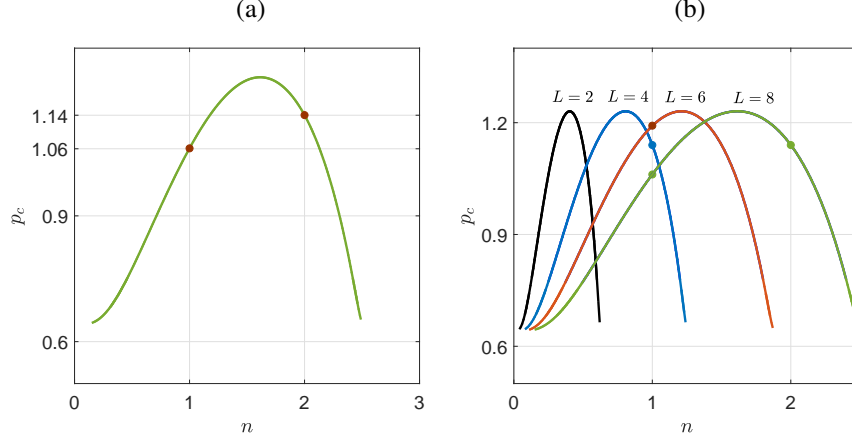 (a)
1.14
1.06
0.9
0.6
p_c
0
1
2
3
n
(b)
L = 2
L = 4
L = 6
L = 8
1.2
0.9
0.6
p_c
0
1
2
n